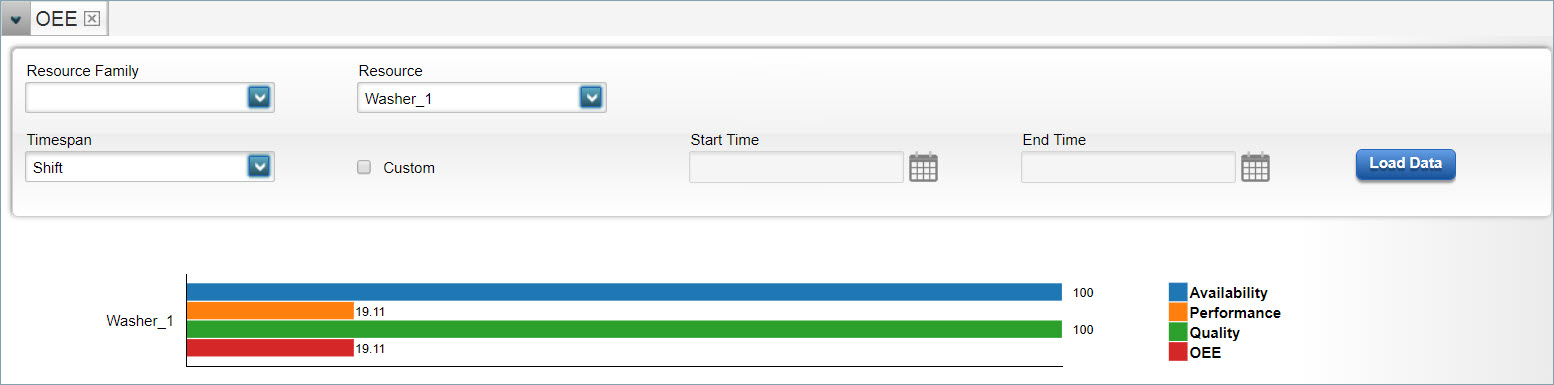 OEE
Resource Family
Resource
Washer_1
Timespan
Start Time
End Time
Shift
Custom
Load Data
100
Availability
19.11
Performance
Washer_1
100
Quality
19.11
OEE